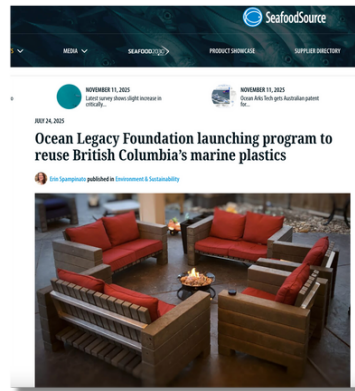 SeafoodSource
MEDIA
SEAFOOD2030
PRODUCT SHOWCASE
SUPPLIER DIRECTORY
NOVEMBER 11, 2025
Latest survey shows slight increase in
critically...
NOVEMBER 11, 2025
Ocean Arks Tech gets Australian patent
for...
JULY 24, 2025
Ocean Legacy Foundation launching program to
reuse British Columbia's marine plastics
Erin Spampinato published in Environment & Sustainability